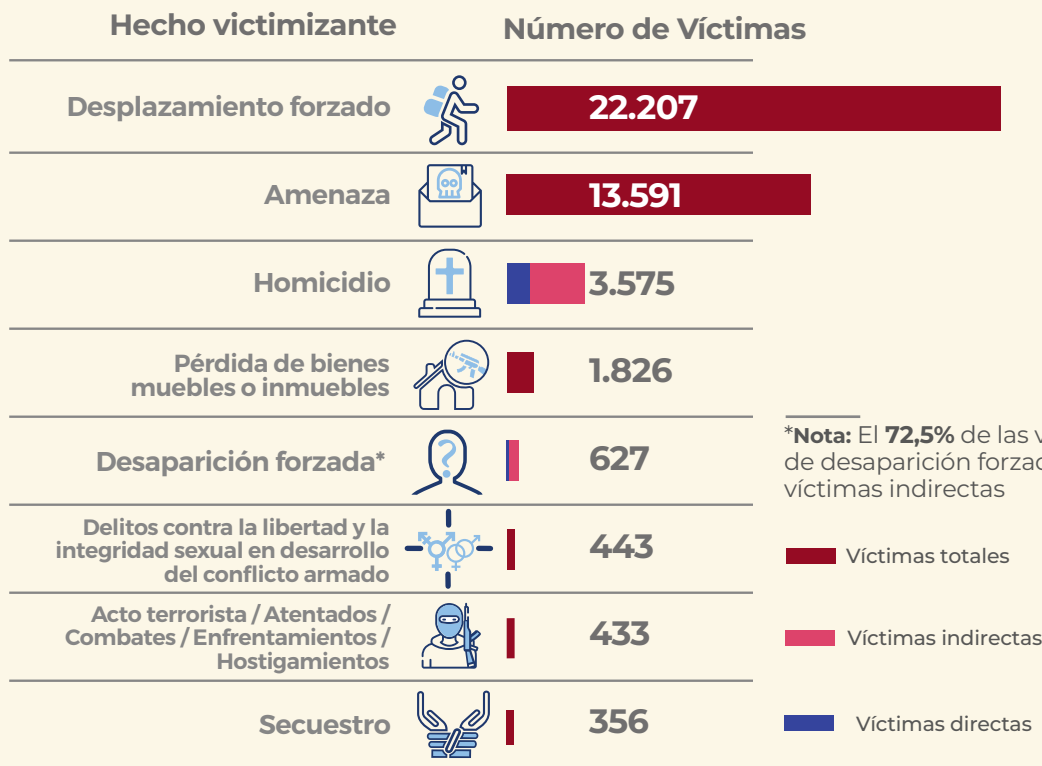 Hecho victimizante
Número de Víctimas
Desplazamiento forzado
22.207
Amenaza
13.591
Homicidio
3.575
Pérdida de bienes
muebles o inmuebles
1.826
Desaparición forzada*
627
Delitos contra la libertad y la
integridad sexual en desarrollo
del conflicto armado
443
Acto terrorista / Atentados /
Combates / Enfrentamientos /
Hostigamientos
433
Secuestro
356
*Nota: El 72,5% de las
de desaparición
víctimas indirectas
Víctimas totales
Víctimas indirectas
Víctimas directas